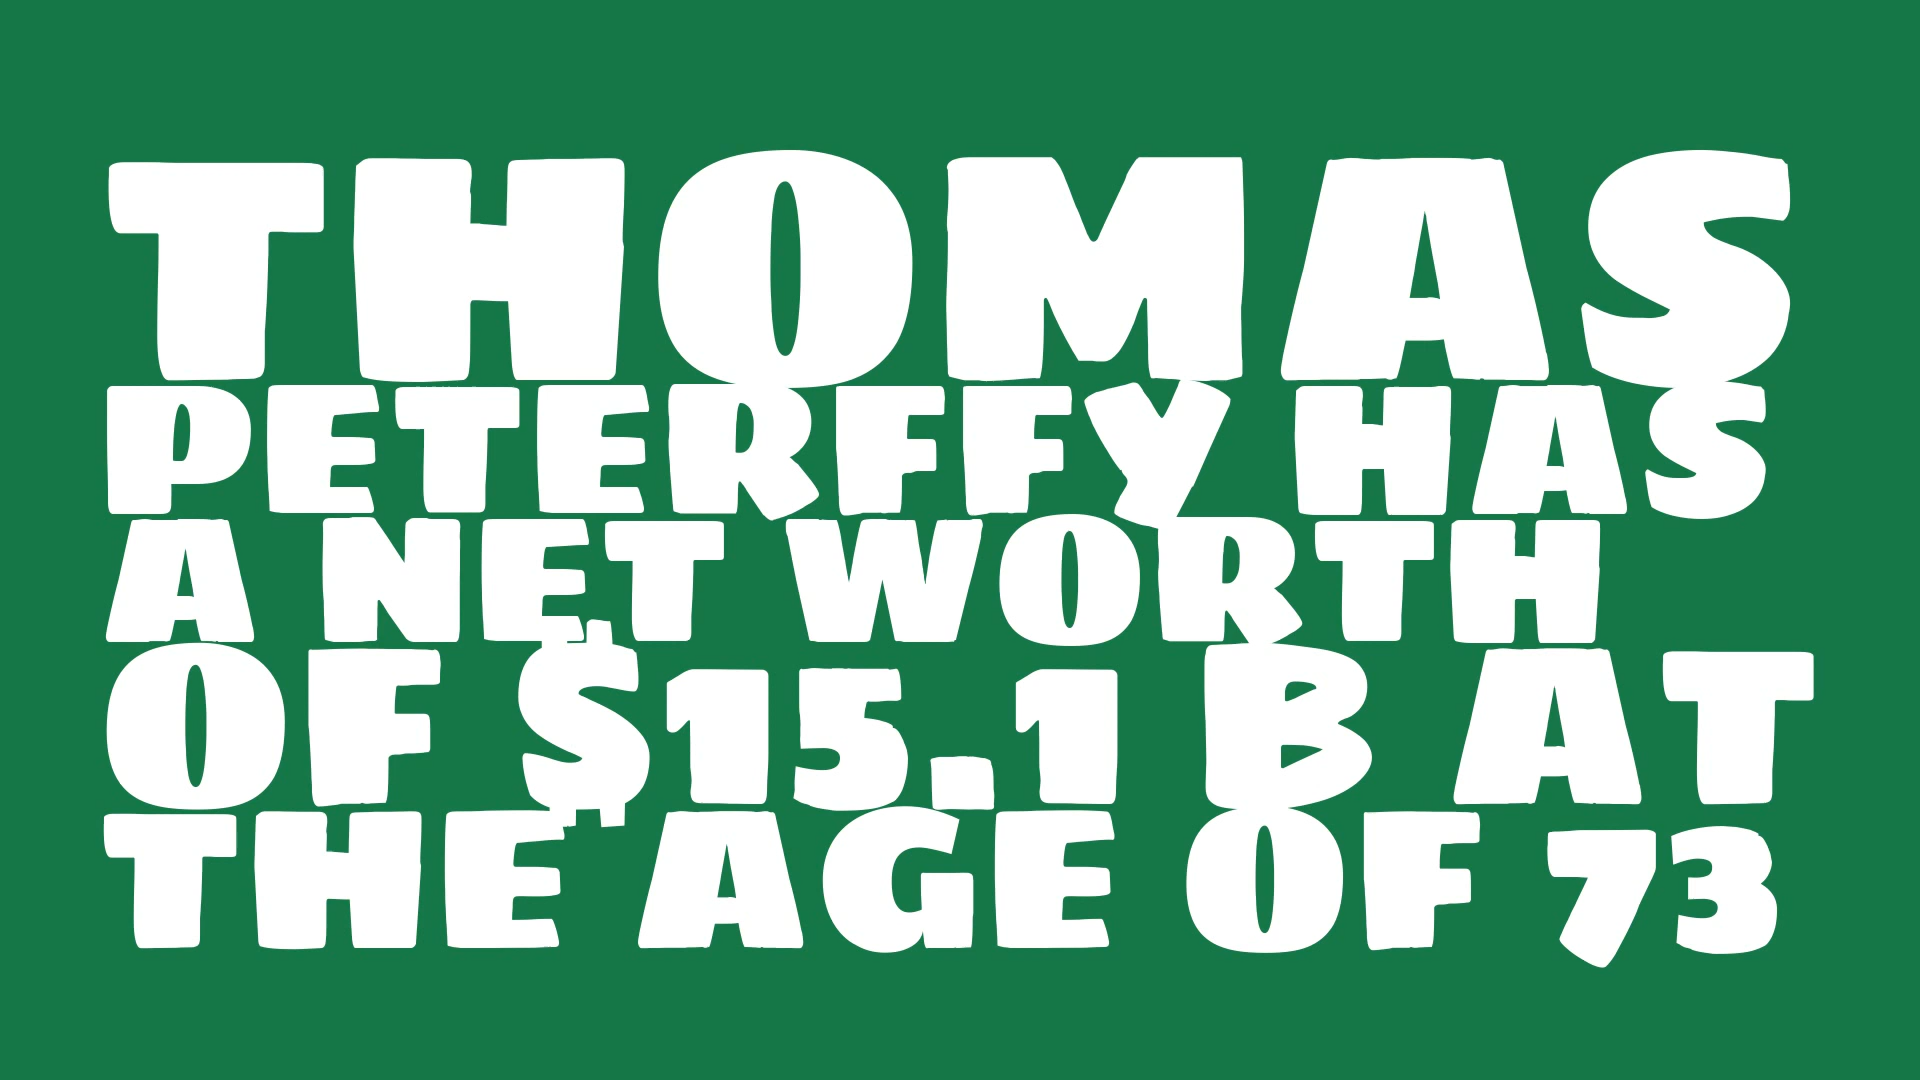 THOMAS
PETERFFY HAS
A NET WORTH
OF $15.1 B AT
THE AGE OF 73